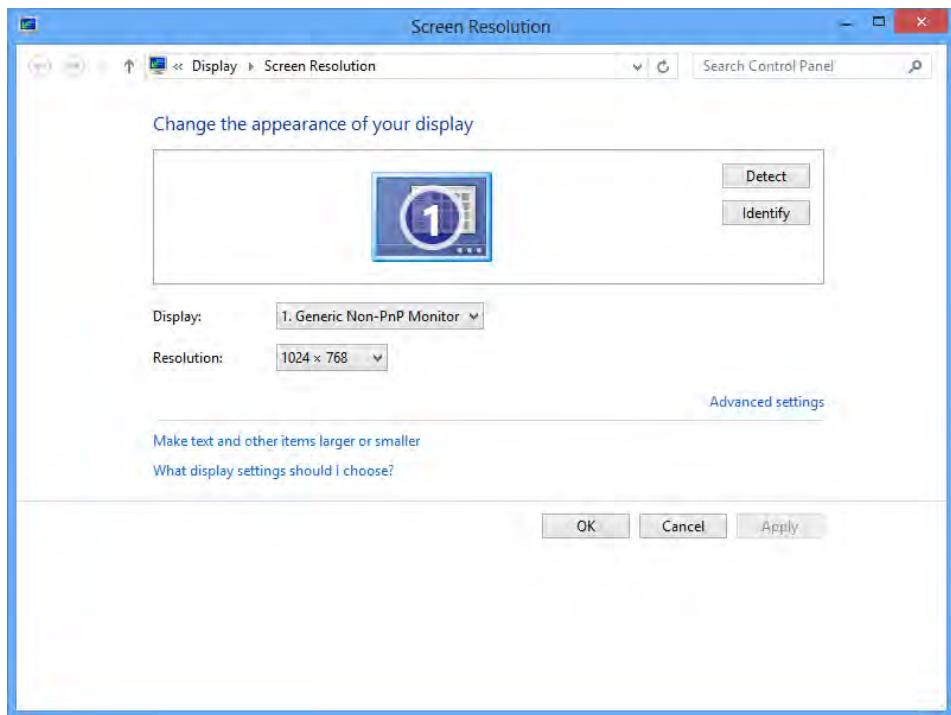 Screen Resolution
« Display Screen Resolution
Search Control Panel
Change the appearance of your display
1
Detect
Identify
Display: 1. Generic Non-PnP Monitor
Resolution: 1024 × 768
Advanced settings
Make text and other items larger or smaller
What display settings should I choose?
OK Cancel Apply